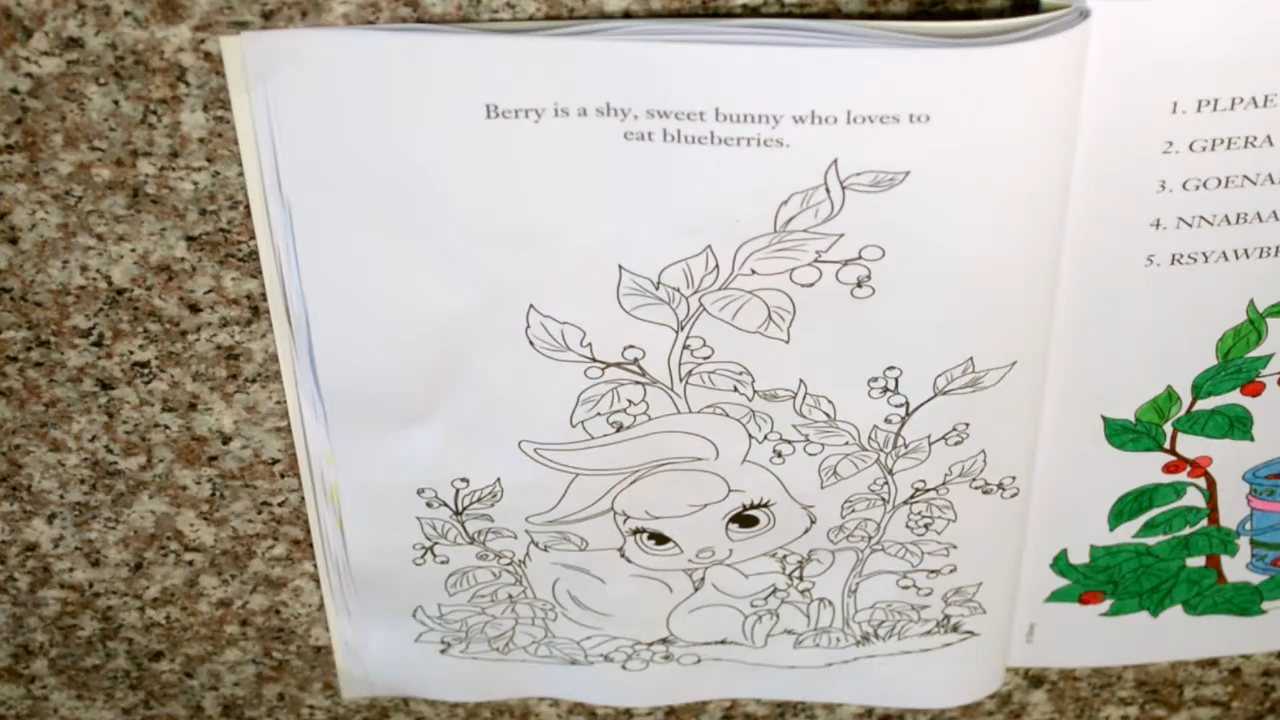 Berry is a shy, sweet bunny who loves to
eat blueberries.
1. PLPAE
2. GPERA
3. GOENA
4. NNABAA
5. RSYAWB